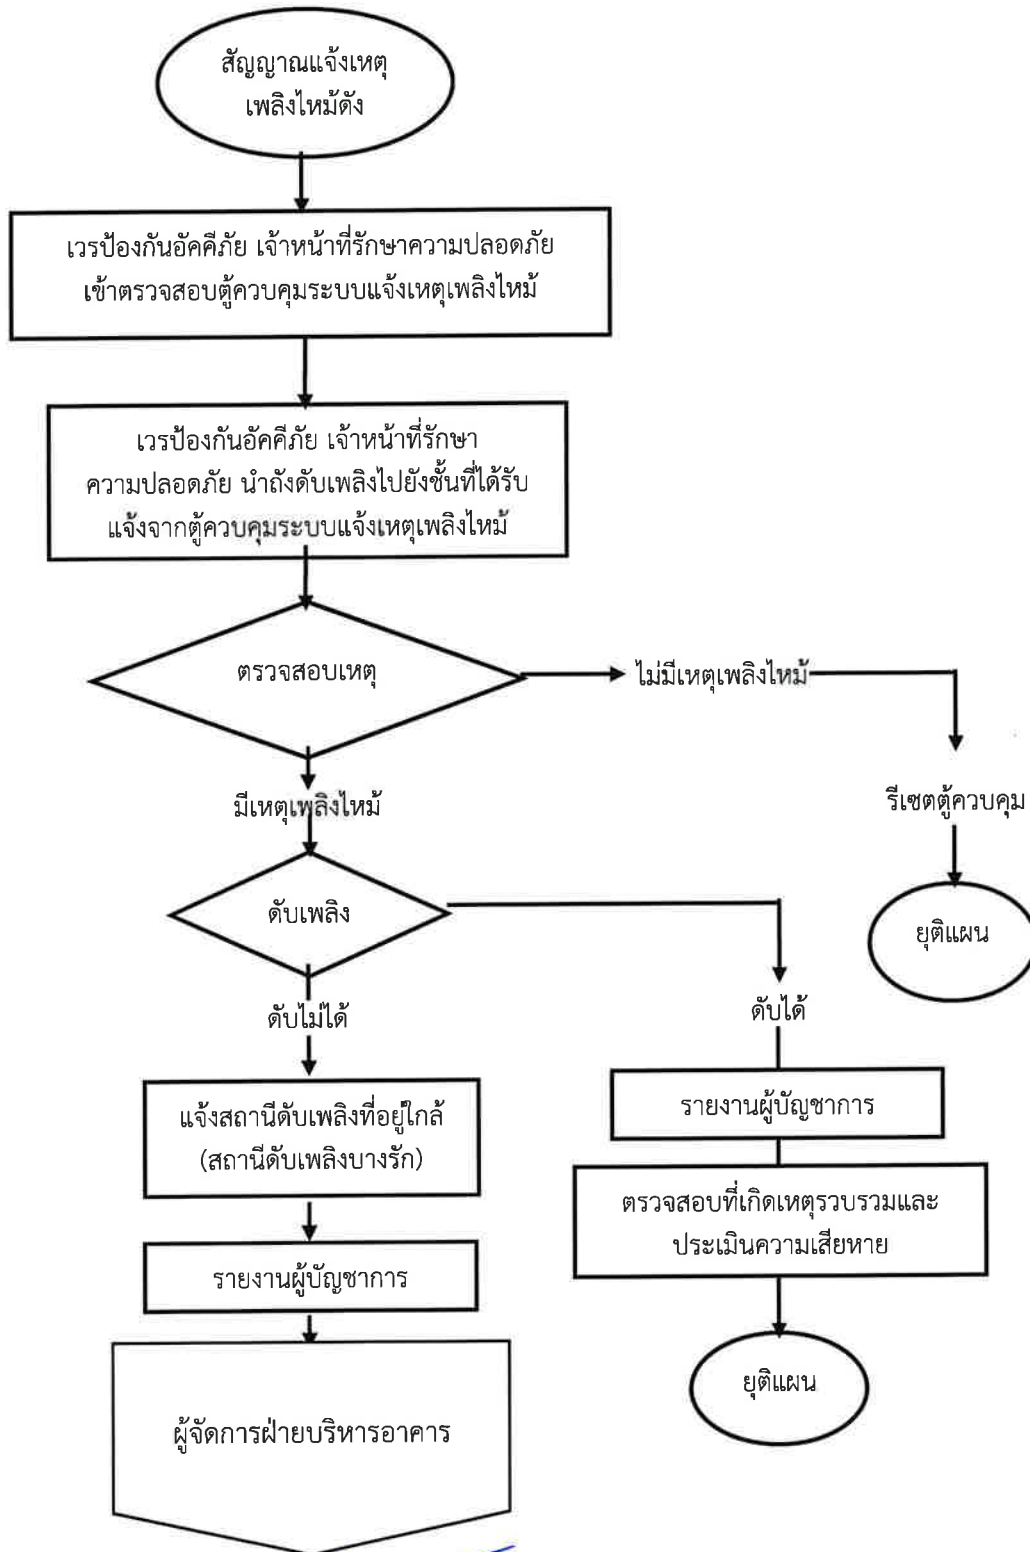 สัญญาณแจ้งเหตุ
เพลิงไหม้ดัง
เวรป้องกันอัคคีภัย เจ้าหน้าที่รักษาความปลอดภัย
เข้าตรวจสอบตู้ควบคุมระบบแจ้งเหตุเพลิงไหม้
เวรป้องกันอัคคีภัย เจ้าหน้าที่รักษา
ความปลอดภัย นำถังดับเพลิงไปยังชั้นที่ได้รับ
แจ้งจากตู้ควบคุมระบบแจ้งเหตุเพลิงไหม้
ตรวจสอบเหตุ
ไม่มีเหตุเพลิงไหม้
มีเหตุเพลิงไหม้
รีเซตตู้ควบคุม
ดับเพลิง
ยุติแผน
ดับไม่ได้
ดับได้
แจ้งสถานีดับเพลิงที่อยู่ใกล้
(สถานีดับเพลิงบางรัก)
รายงานผู้บัญชาการ
ตรวจสอบที่เกิดเหตุรวบรวมและ
ประเมินความเสียหาย
รายงานผู้บัญชาการ
ยุติแผน
ผู้จัดการฝ่ายบริหารอาคาร